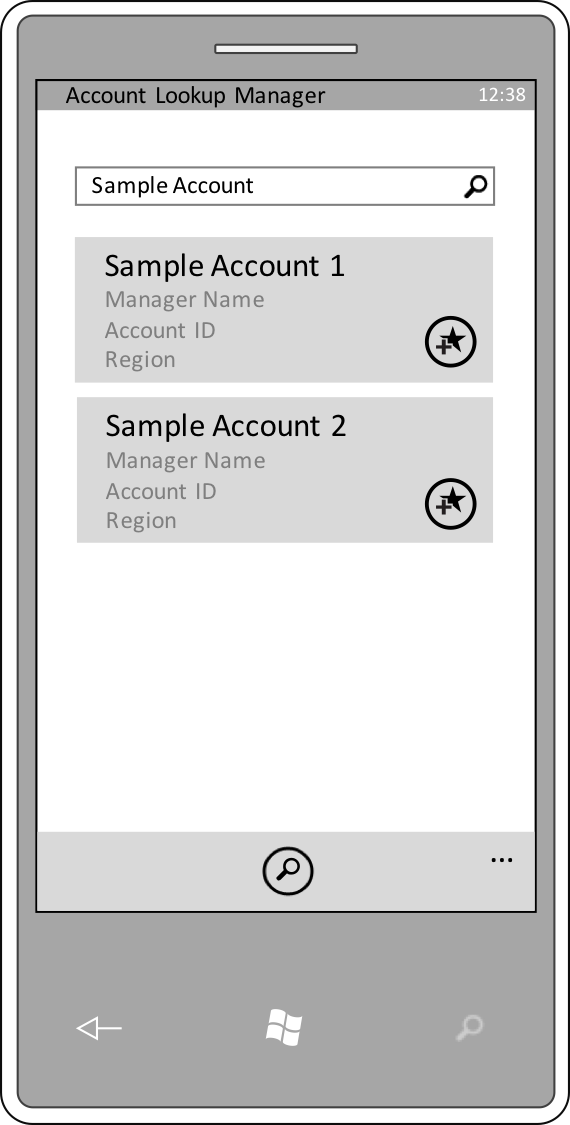 Account Lookup Manager 12:38
Sample Account
Sample Account 1
Manager Name
Account ID
Region
Sample Account 2
Manager Name
Account ID
Region
...